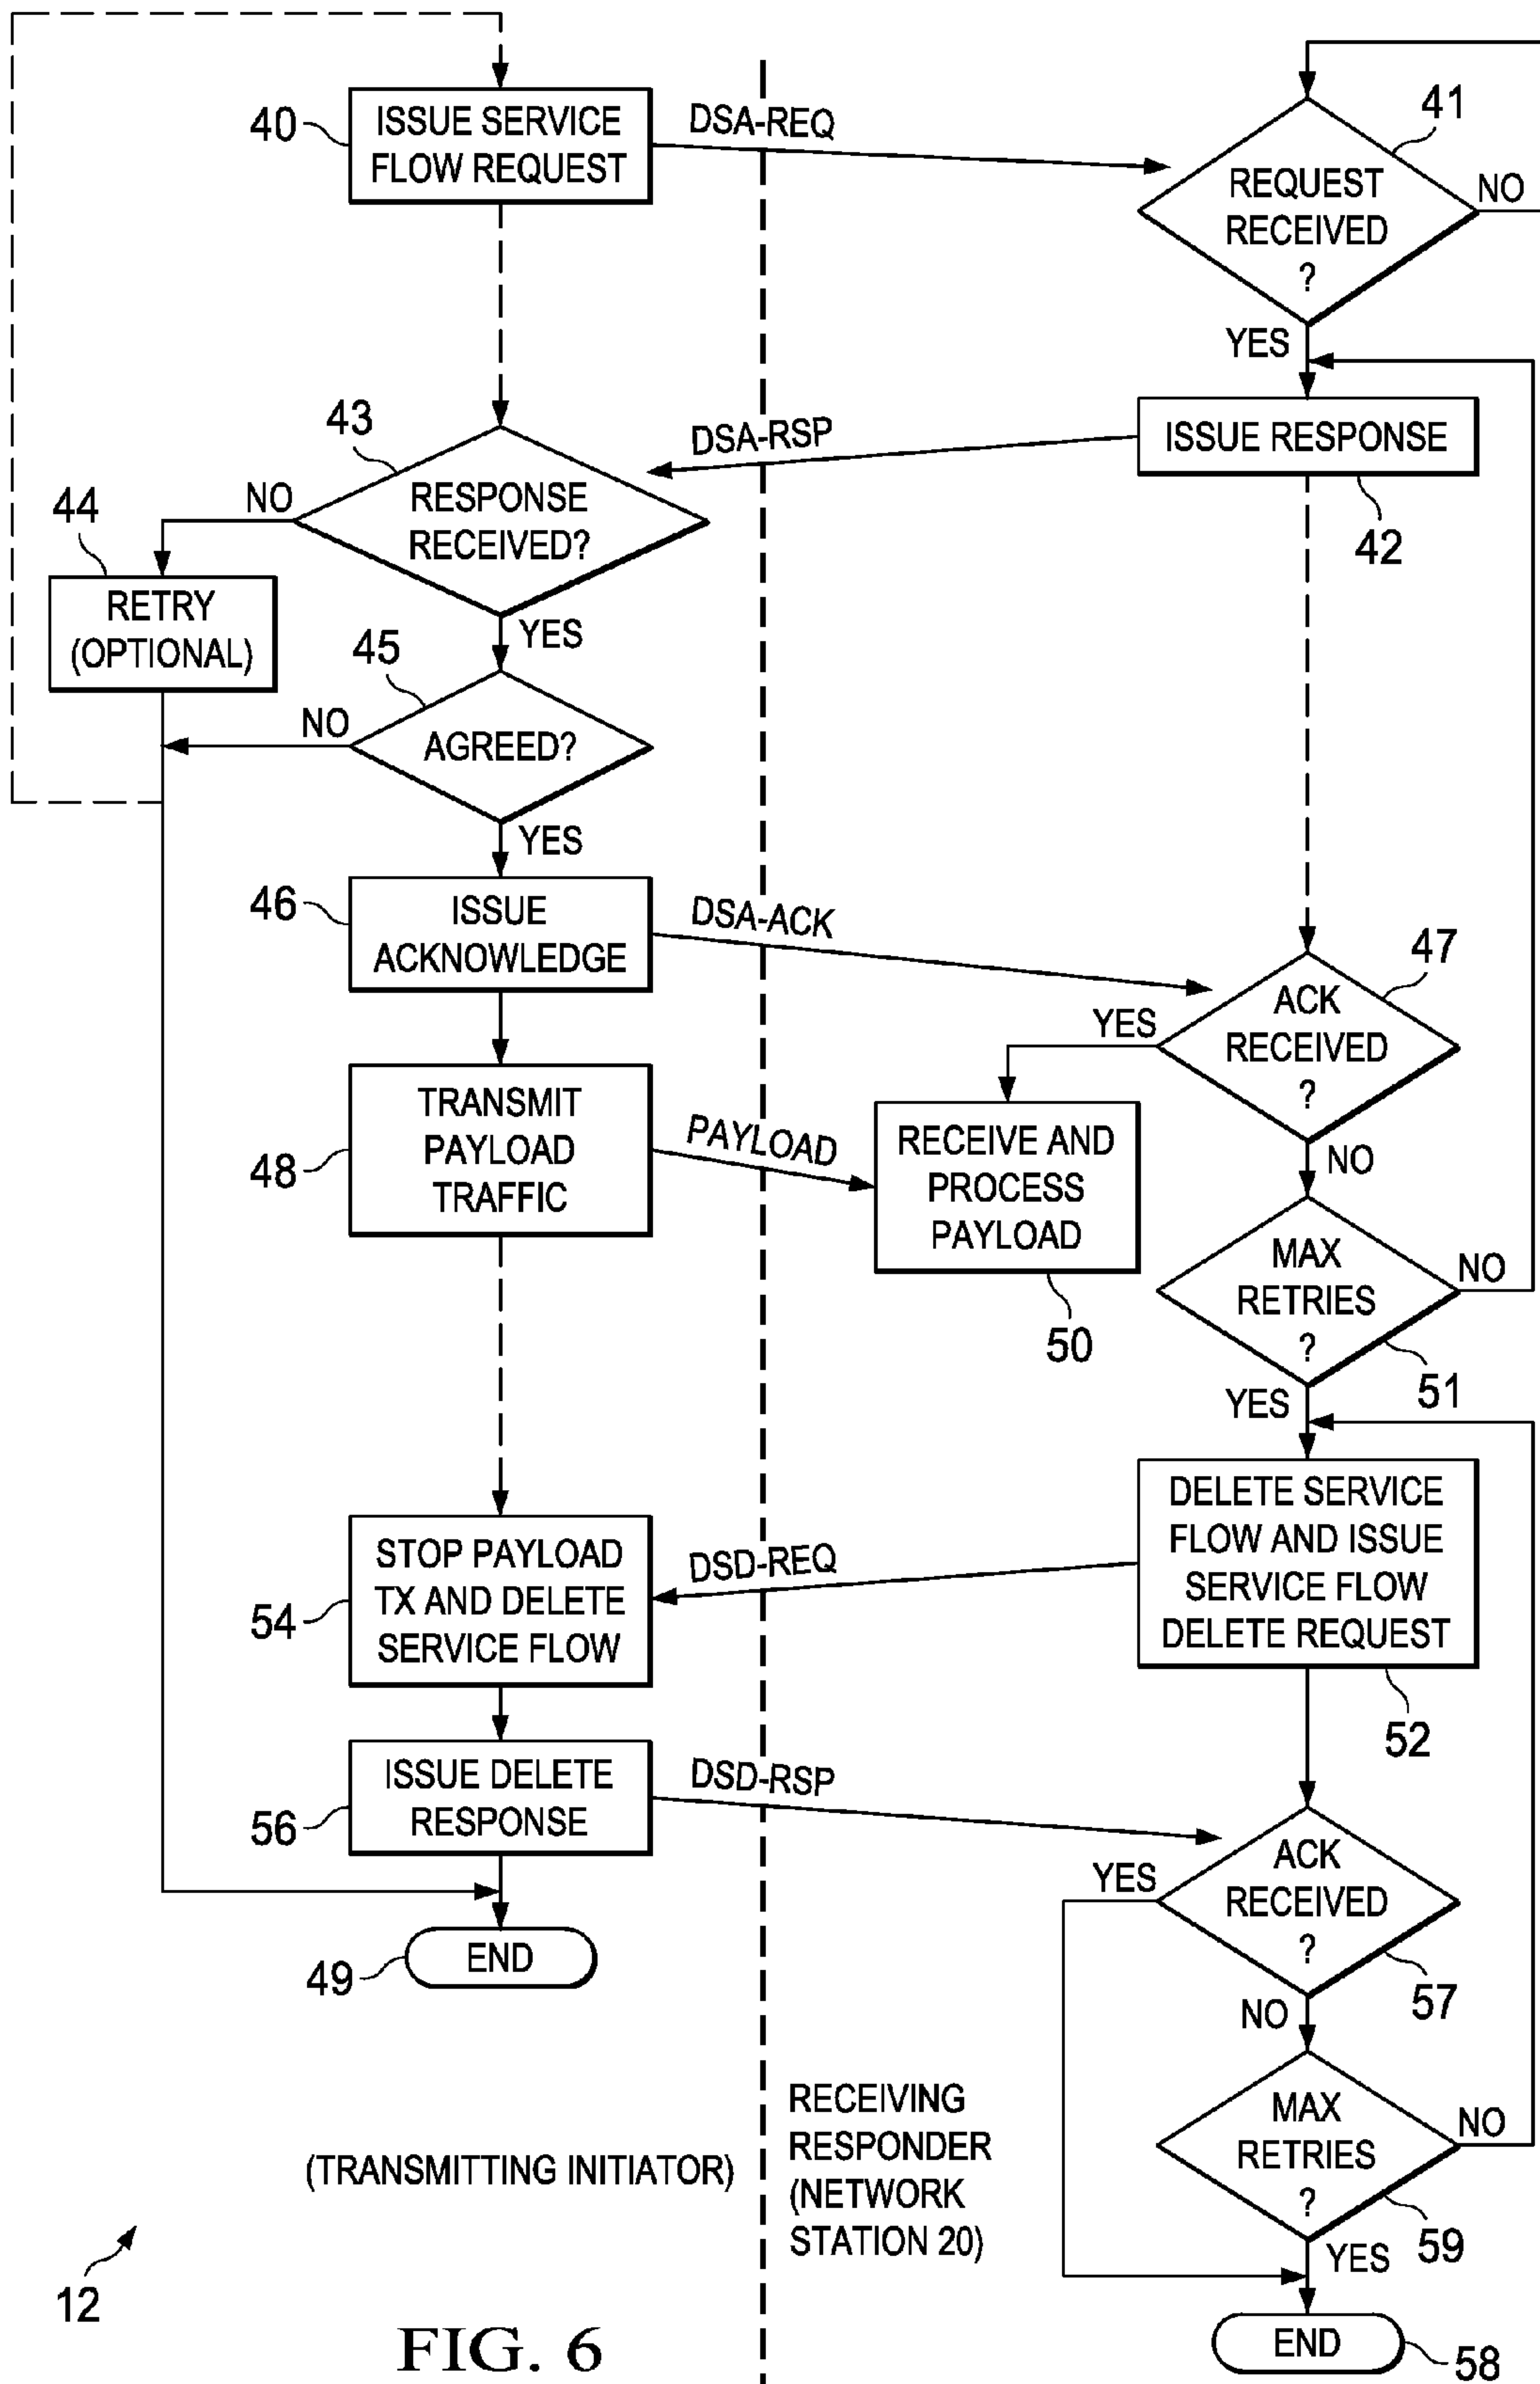 40
ISSUE SERVICE
FLOW REQUEST
DSA-REQ
41
REQUEST
RECEIVED
?
NO
YES
43
DSA-RSP
ISSUE RESPONSE
42
44
NO
RESPONSE
RECEIVED?
RETRY
(OPTIONAL)
YES
45
NO
AGREED?
YES
46
ISSUE
ACKNOWLEDGE
DSA-ACK
47
ACK
RECEIVED
?
YES
NO
48
TRANSMIT
PAYLOAD
TRAFFIC
PAYLOAD
RECEIVE AND
PROCESS
PAYLOAD
50
MAX
RETRIES
?
NO
51
YES
54
STOP PAYLOAD
TX AND DELETE
SERVICE FLOW
DSD-REQ
DELETE SERVICE
FLOW AND ISSUE
SERVICE FLOW
DELETE REQUEST
52
56
ISSUE DELETE
RESPONSE
DSD-RSP
YES
ACK
RECEIVED
?
57
49
END
NO
MAX
RETRIES
?
NO
59
YES
(TRANSMITTING INITIATOR)
RECEIVING
RESPONDER
(NETWORK
STATION 20)
12
FIG. 6
END
58